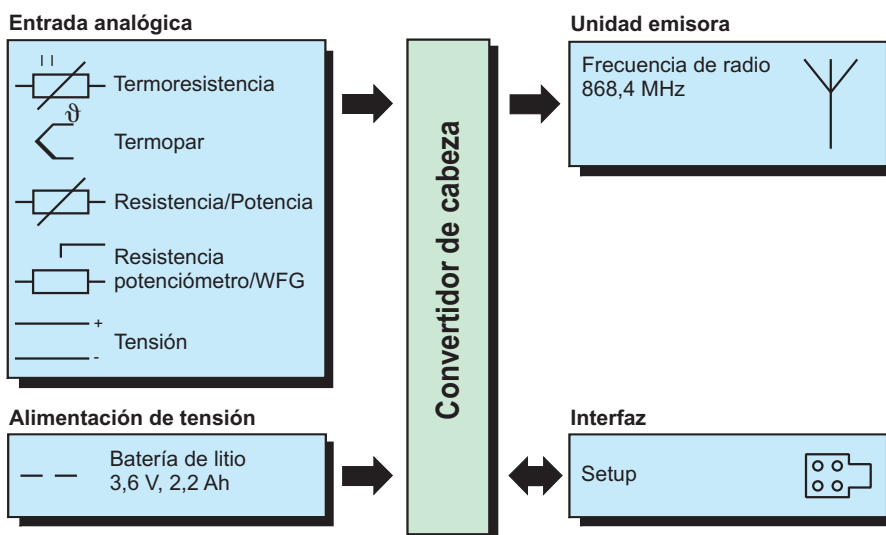 Entrada analógica
Termoresistencia
ϑ
Termopar
Resistencia/Potencia
Resistencia
potenciómetro/WFG
+
Tensión
-
Alimentación de tensión
Batería de litio
3,6 V, 2,2 Ah
Convertidor de cabeza
Unidad emisora
Frecuencia de radio
868,4 MHz
Interfaz
Setup